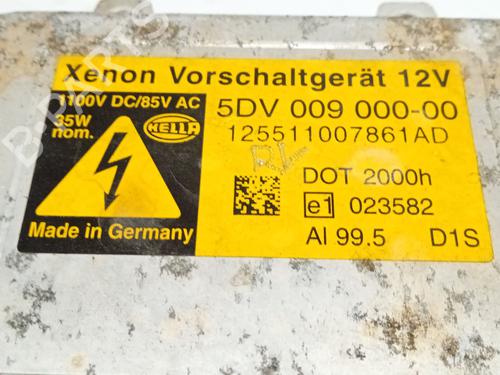 Xenon Vorschaltgerät 12V
1100V DC/85V AC
35W
nom.
HELLA
5DV 009 000-00
125511007861AD
DOT 2000h
e1 023582
Made in Germany
Al 99.5 D1S
B-PARTS